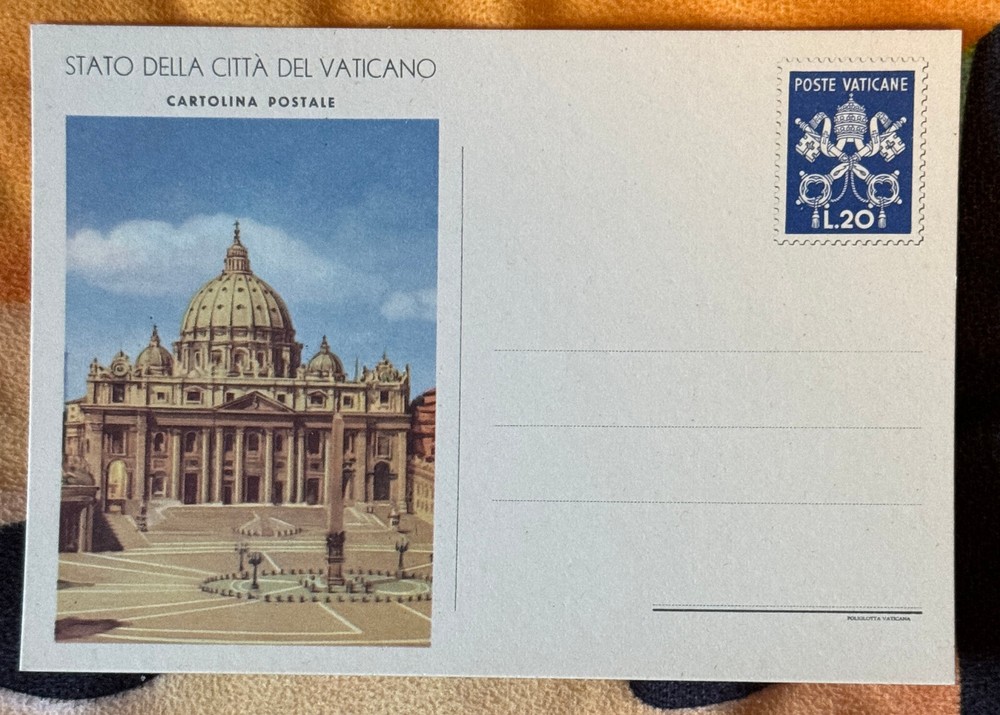 STATO DELLA CITTÀ DEL VATICANO
CARTOLINA POSTALE
POSTE VATICANE
L.20
POLIGLOTTA VATICANA